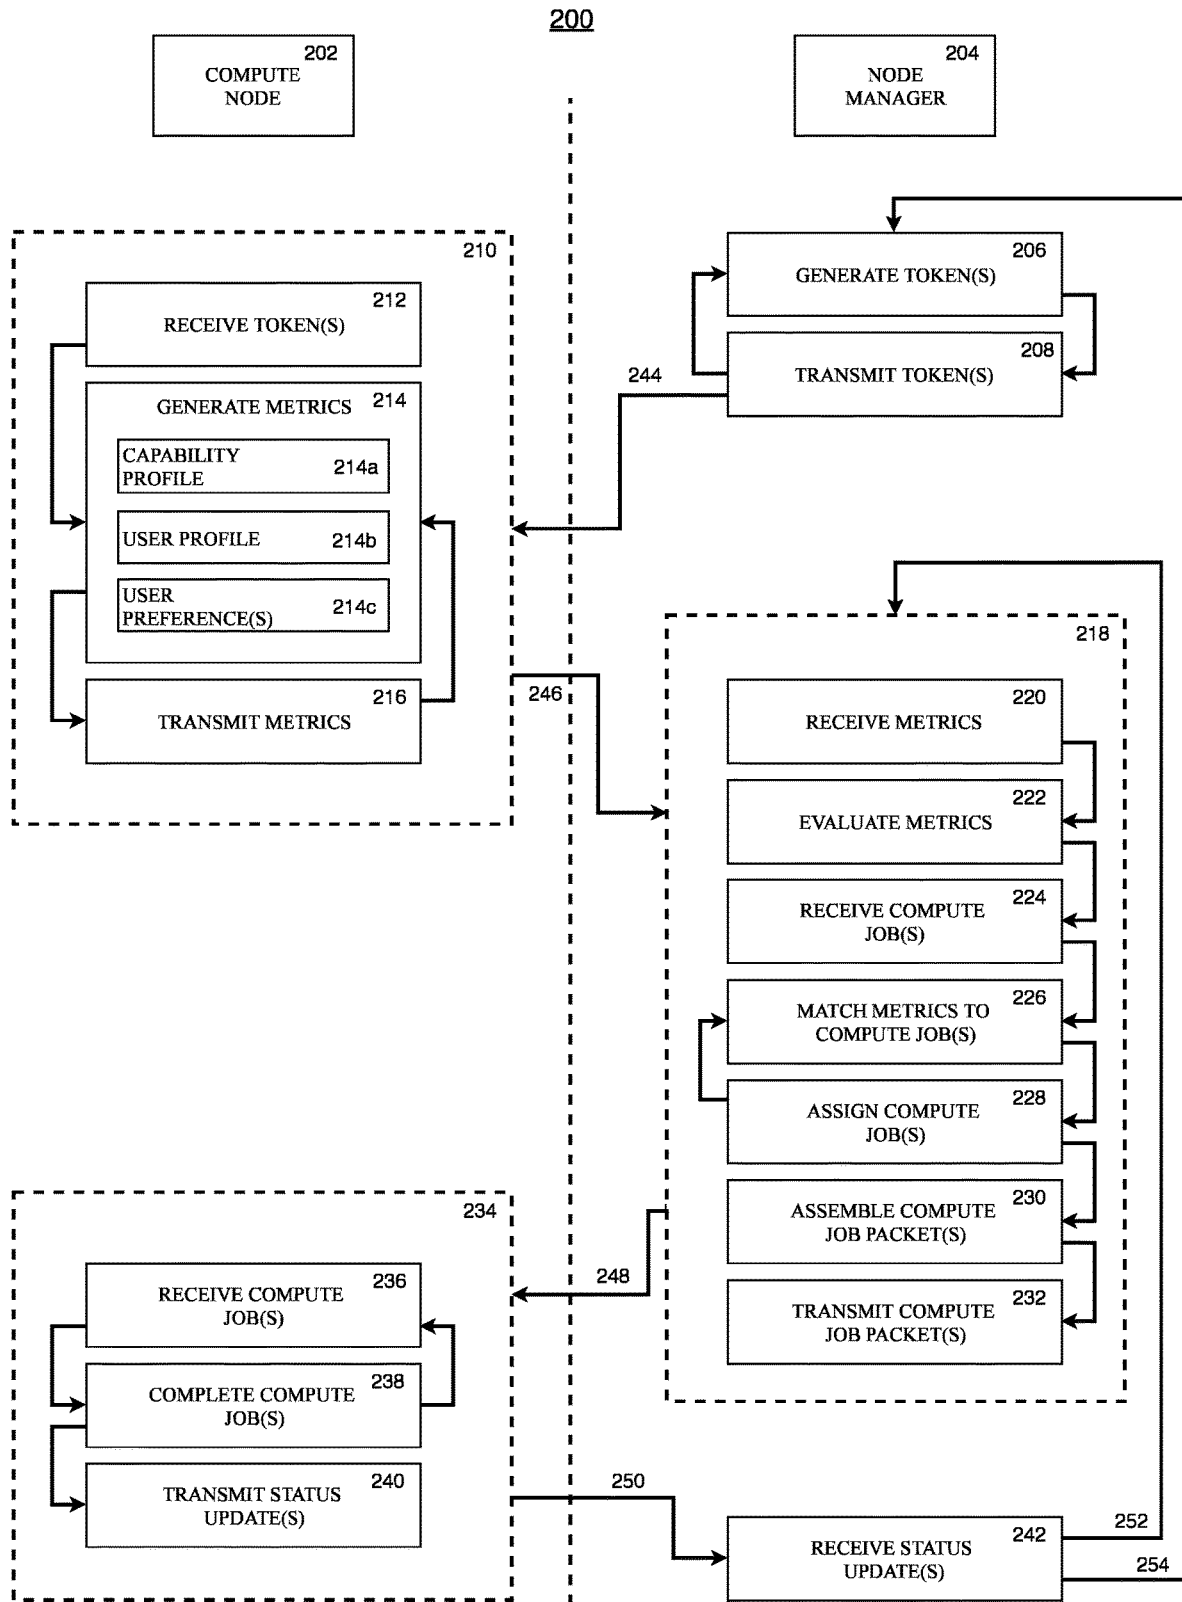 200
202
COMPUTE
NODE
204
NODE
MANAGER
210
212
RECEIVE TOKEN(S)
214
GENERATE METRICS
CAPABILITY
PROFILE
214a
USER PROFILE
214b
USER
PREFERENCE(S)
214c
216
TRANSMIT METRICS
206
GENERATE TOKEN(S)
208
TRANSMIT TOKEN(S)
244
246
218
220
RECEIVE METRICS
222
EVALUATE METRICS
224
RECEIVE COMPUTE
JOB(S)
226
MATCH METRICS TO
COMPUTE JOB(S)
228
ASSIGN COMPUTE
JOB(S)
230
ASSEMBLE COMPUTE
JOB PACKET(S)
232
TRANSMIT COMPUTE
JOB PACKET(S)
248
234
236
RECEIVE COMPUTE
JOB(S)
238
COMPLETE COMPUTE
JOB(S)
240
TRANSMIT STATUS
UPDATE(S)
250
242
RECEIVE STATUS
UPDATE(S)
252
254